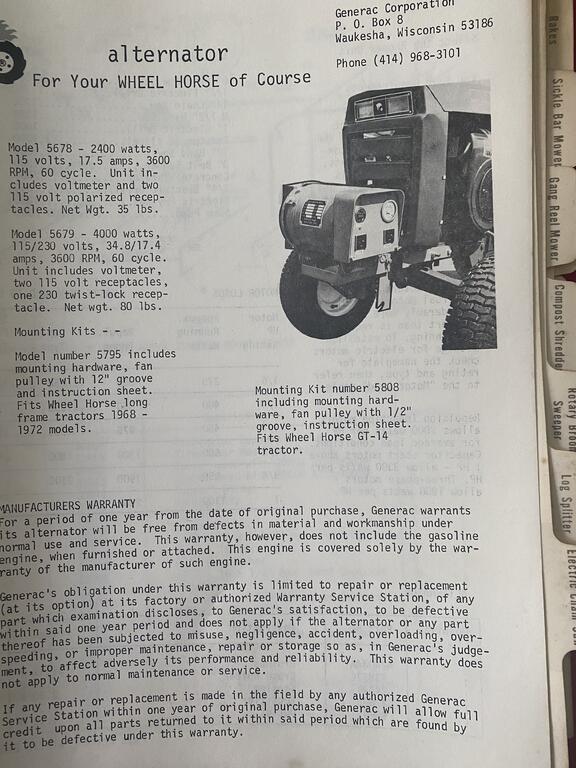 Generac Corporation
P. O. Box 8
Waukesha, Wisconsin 53186
Phone (414) 968-3101
alternator
For Your WHEEL HORSE of Course
Model 5678 - 2400 watts,
115 volts, 17.5 amps, 3600
RPM, 60 cycle. Unit in-
cludes voltmeter and two
115 volt polarized recep-
tacles. Net Wgt. 35 lbs.
Model 5679 - 4000 watts,
115/230 volts, 34.8/17.4
amps, 3600 RPM, 60 cycle.
Unit includes voltmeter,
two 115 volt receptacles,
one 230 twist-lock recep-
tacle. Net wgt. 80 lbs.
Mounting Kits - -
Model number 5795 includes
mounting hardware, fan
pulley with 12" groove
and instruction sheet.
Fits Wheel Horse long
frame tractors 1968 -
1972 models.
Mounting Kit number 5808
including mounting hard-
ware, fan pulley with 1/2"
groove, instruction sheet.
Fits Wheel Horse GT-14
tractor.
MANUFACTURERS WARRANTY
For a period of one year from the date of original purchase, Generac warrants
its alternator will be free from defects in material and workmanship under
normal use and service. This warranty, however, does not include the gasoline
engine, when furnished or attached. This engine is covered solely by the war-
ranty of the manufacturer of such engine.
Generac's obligation under this warranty is limited to repair or replacement
(at its option) at its factory or authorized Warranty Service Station, of any
part which examination discloses, to Generac's satisfaction, to be defective
within said one year period and does not apply if the alternator or any part
thereof has been subjected to misuse, negligence, accident, overloading, over-
speeding, or improper maintenance, repair or storage so as, in Generac's judge-
ment, to affect adversely its performance and reliability. This warranty does
not apply to normal maintenance or service.
If any repair or replacement is made in the field by any authorized Generac
Service Station within one year of original purchase, Generac will allow full
credit upon all parts returned to it within said period which are found by
it to be defective under this warranty.
Rakes
Sickle Bar Mower
Gang Reel Mower
Compost Shredder
Rotary Broom
Sweeper
Log Splitter
Electric Chain Saw